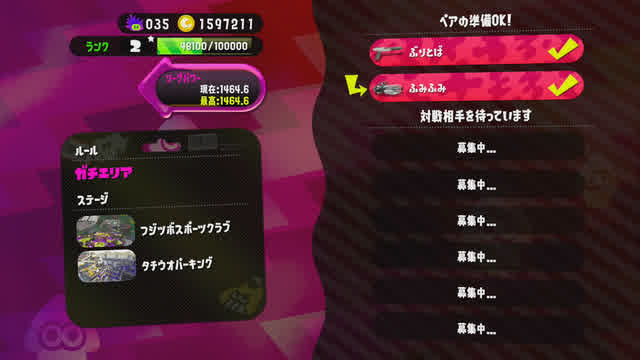 035 1597211
ランク 2 48100/100000
リーグパワー
現在:1464.6
最高:1464.6
ルール
ガチエリア
ステージ
フジツボスポーツクラブ
タチウオパーキング
ペアの準備OK!
ぷりとば
ふみふみ
対戦相手を待っています
募集中...
募集中...
募集中...
募集中...
募集中...
募集中...